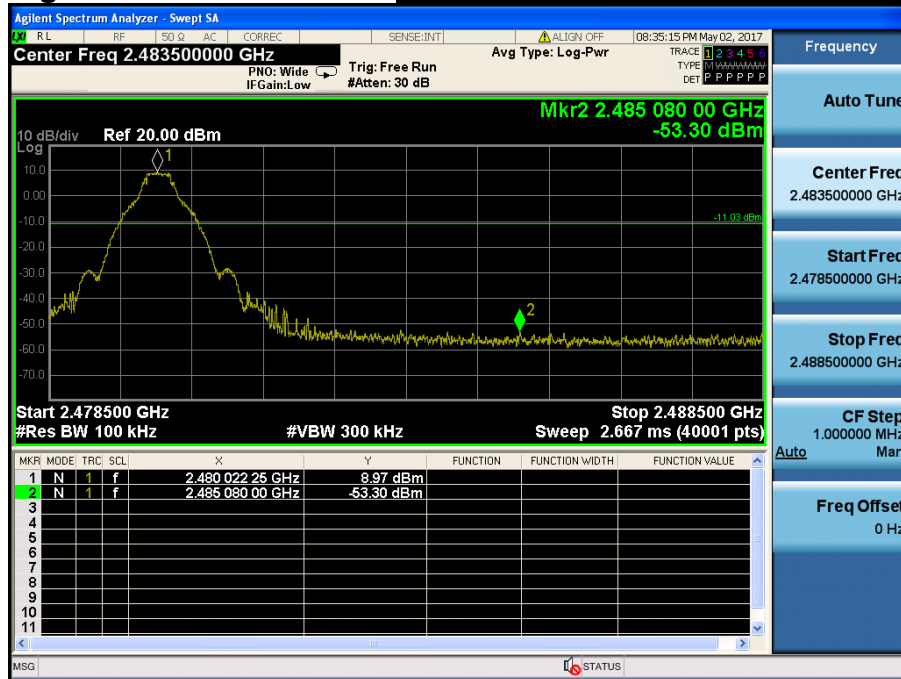 Agilent Spectrum Analyzer - Swept SA
LXI RL RF 50 Ω AC CORREC SENSE:INT ALIGN OFF 08:35:15 PM May 02, 2017
Center Freq 2.483500000 GHz
PNO: Wide
IFGain:Low
Trig: Free Run
#Atten: 30 dB
Avg Type: Log-Pwr
TRACE 1 2 3 4 5 6
TYPE M
DET P P P P P P
Mkr2 2.485 080 00 GHz
-53.30 dBm
10 dB/div Ref 20.00 dBm
Log
1
10.0
0.00
-10.0
-11.03 dBm
-20.0
-30.0
-40.0
2
-50.0
-60.0
-70.0
Start 2.478500 GHz Stop 2.488500 GHz
#Res BW 100 kHz #VBW 300 kHz Sweep 2.667 ms (40001 pts)
MKR MODE TRC SCL X Y FUNCTION FUNCTION WIDTH FUNCTION VALUE
1 N 1 f 2.480 022 25 GHz 8.97 dBm
2 N 1 f 2.485 080 00 GHz -53.30 dBm
3
4
5
6
7
8
9
10
11
MSG STATUS
Frequency
Auto Tune
Center Freq
2.483500000 GHz
Start Freq
2.478500000 GHz
Stop Freq
2.488500000 GHz
CF Step
1.000000 MHz
Auto Man
Freq Offset
0 Hz